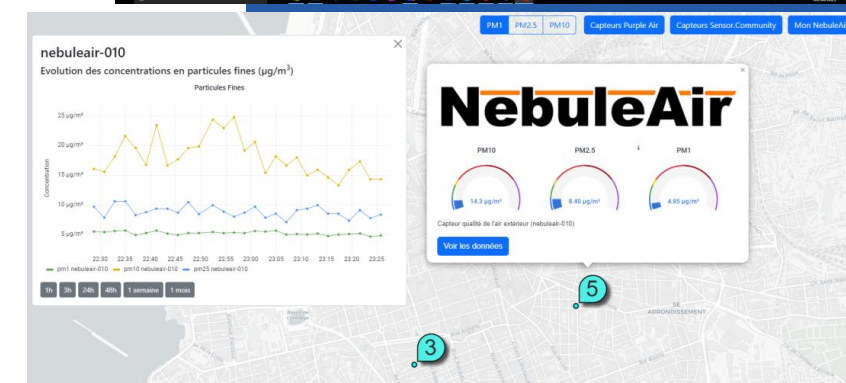 PM1 PM2.5 PM10 Capteurs Purple Air Capteurs Sensor.Community Mon NebuleAi
nebuleair-010
Evolution des concentrations en particules fines (µg/m³)
Particules Fines
25 µg/m³
20 µg/m³
15 µg/m³
10 µg/m³
5 µg/m³
Concentration
22:30 22:35 22:40 22:45 22:50 22:55 23:00 23:05 23:10 23:15 23:20 23:25
pm1 nebuleair-010 pm10 nebuleair-010 pm25 nebuleair-010
1h 3h 24h 48h 1 semaine 1 mois
NebuleAir
PM10 PM2.5 PM1
14.3 µg/m³ 8.40 µg/m³ 4.85 µg/m³
Capteur qualité de l'air extérieur (nebuleair-010)
Voir les données
5
5E
ARRONDISSEMENT
3